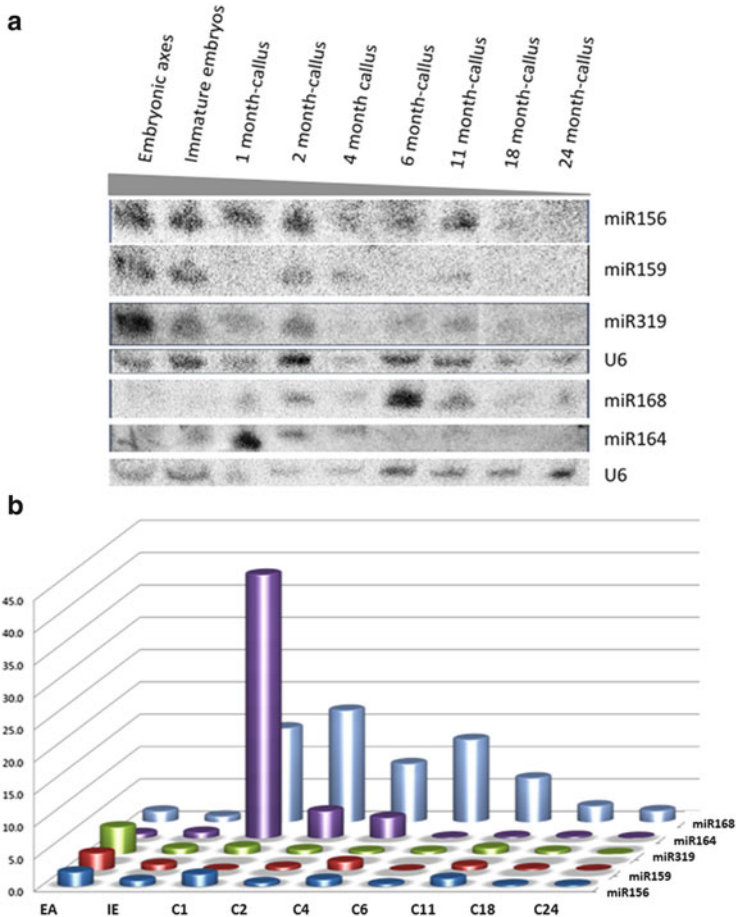 a
Embryonic axes
Immature embryos
1 month-callus
2 month-callus
4 month callus
6 month-callus
11 month-callus
18 month-callus
24 month-callus
miR156
miR159
miR319
U6
miR168
miR164
U6
b
45.0
40.0
35.0
30.0
25.0
20.0
15.0
10.0
5.0
0.0
EA IE C1 C2 C4 C6 C11 C18 C24
miR168
miR164
miR319
miR159
miR156